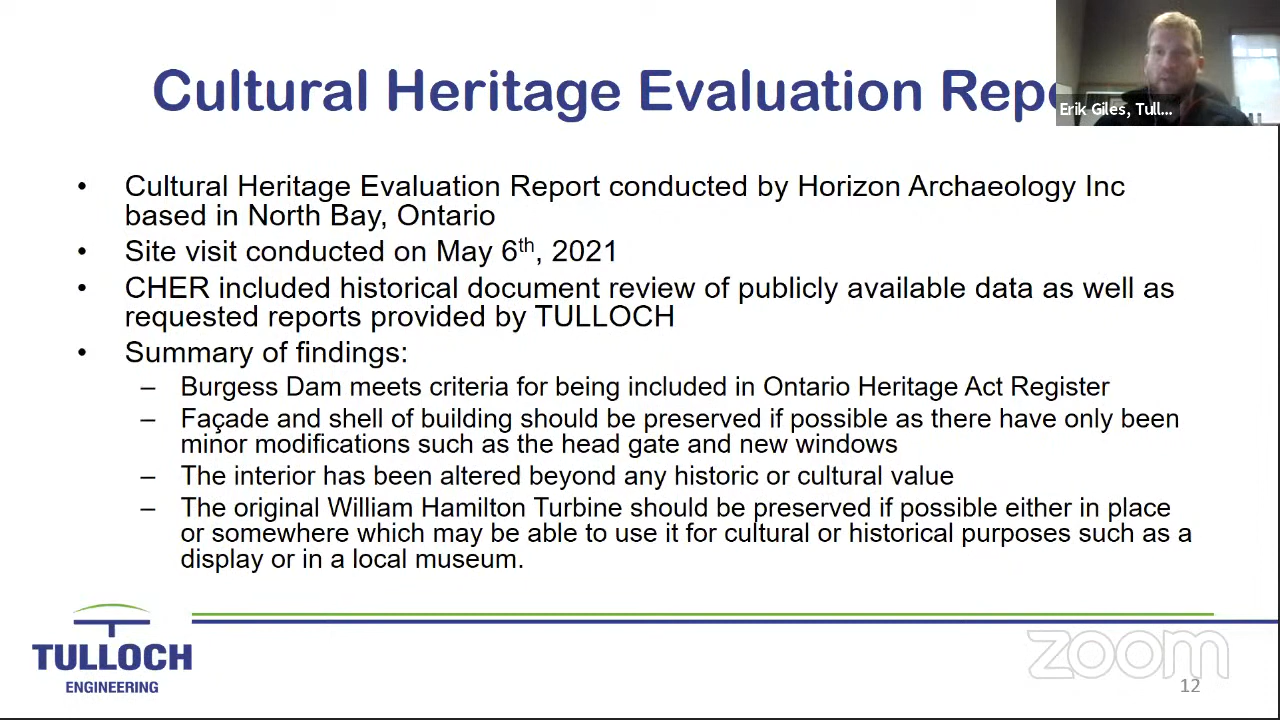 Cultural Heritage Evaluation Repo
Erik Giles, Tull...
• Cultural Heritage Evaluation Report conducted by Horizon Archaeology Inc
based in North Bay, Ontario
• Site visit conducted on May 6th, 2021
• CHER included historical document review of publicly available data as well as
requested reports provided by TULLOCH
• Summary of findings:
– Burgess Dam meets criteria for being included in Ontario Heritage Act Register
– Façade and shell of building should be preserved if possible as there have only been
minor modifications such as the head gate and new windows
– The interior has been altered beyond any historic or cultural value
– The original William Hamilton Turbine should be preserved if possible either in place
or somewhere which may be able to use it for cultural or historical purposes such as a
display or in a local museum.
TULLOCH
ENGINEERING
zoom
12